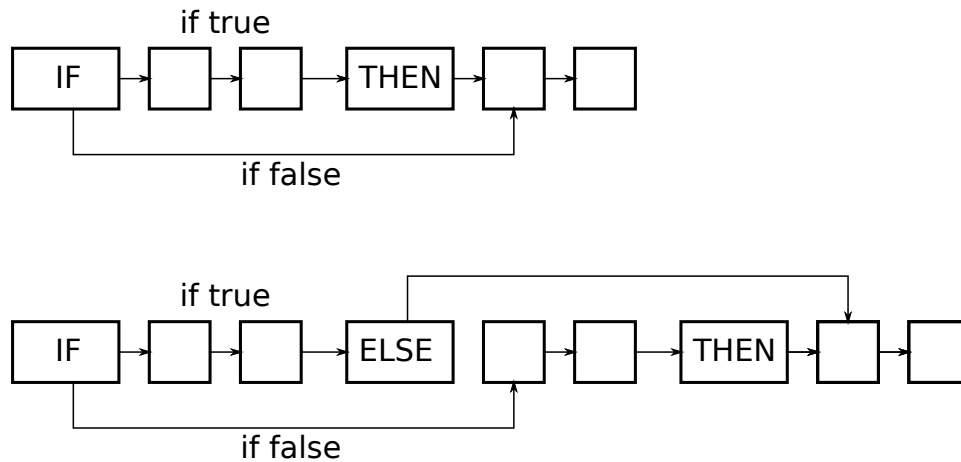 if true
IF
THEN
if false
if true
IF
ELSE
THEN
if false